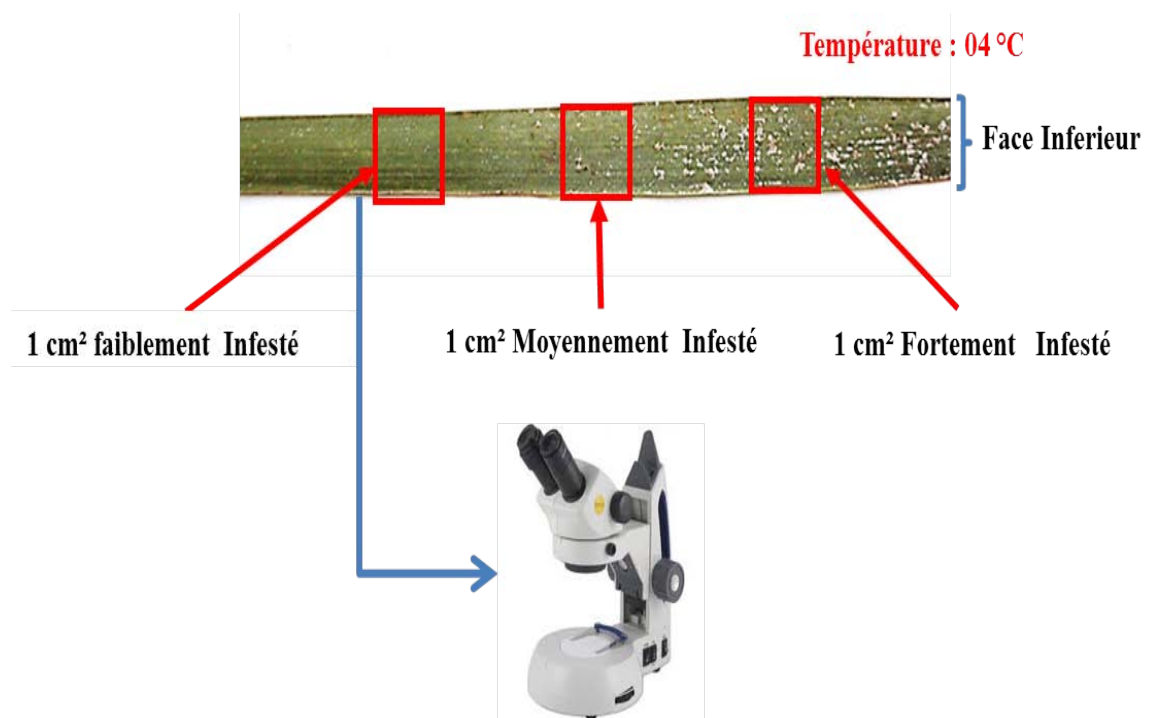 Température : 04 °C
Face Inferieur
1 cm² faiblement Infesté
1 cm² Moyennement Infesté
1 cm² Fortement Infesté